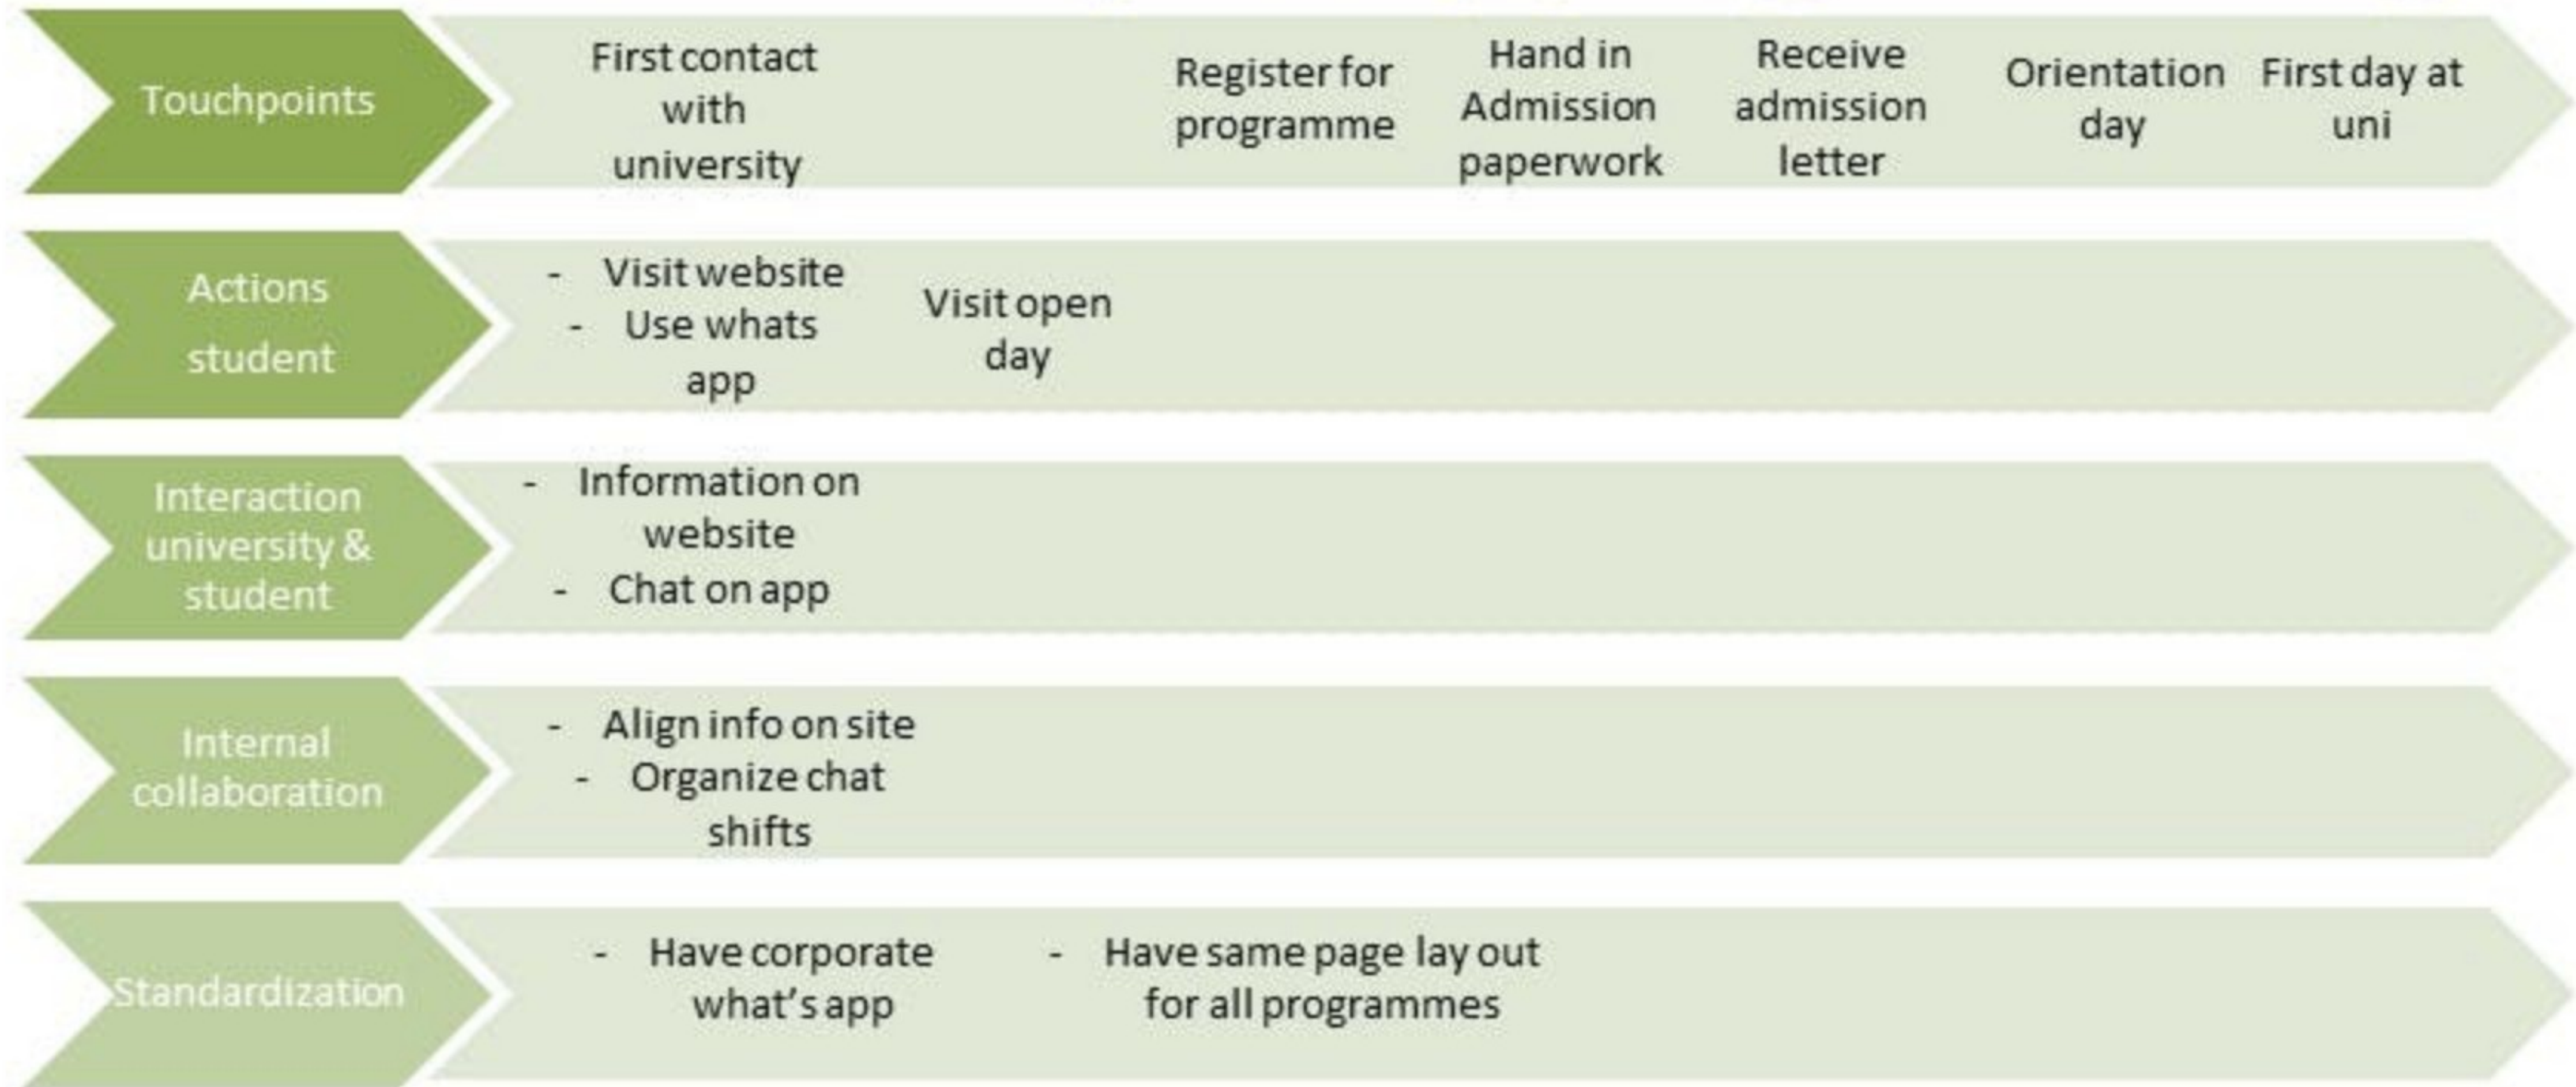 Touchpoints
First contact
with
university
Register for
programme
Hand in
Admission
paperwork
Receive
admission
letter
Orientation
day
First day at
uni
Actions
student
- Visit website
- Use whats
app
Visit open
day
Interaction
university &
student
- Information on
website
- Chat on app
Internal
collaboration
- Align info on site
- Organize chat
shifts
Standardization
- Have corporate
what's app
- Have same page lay out
for all programmes